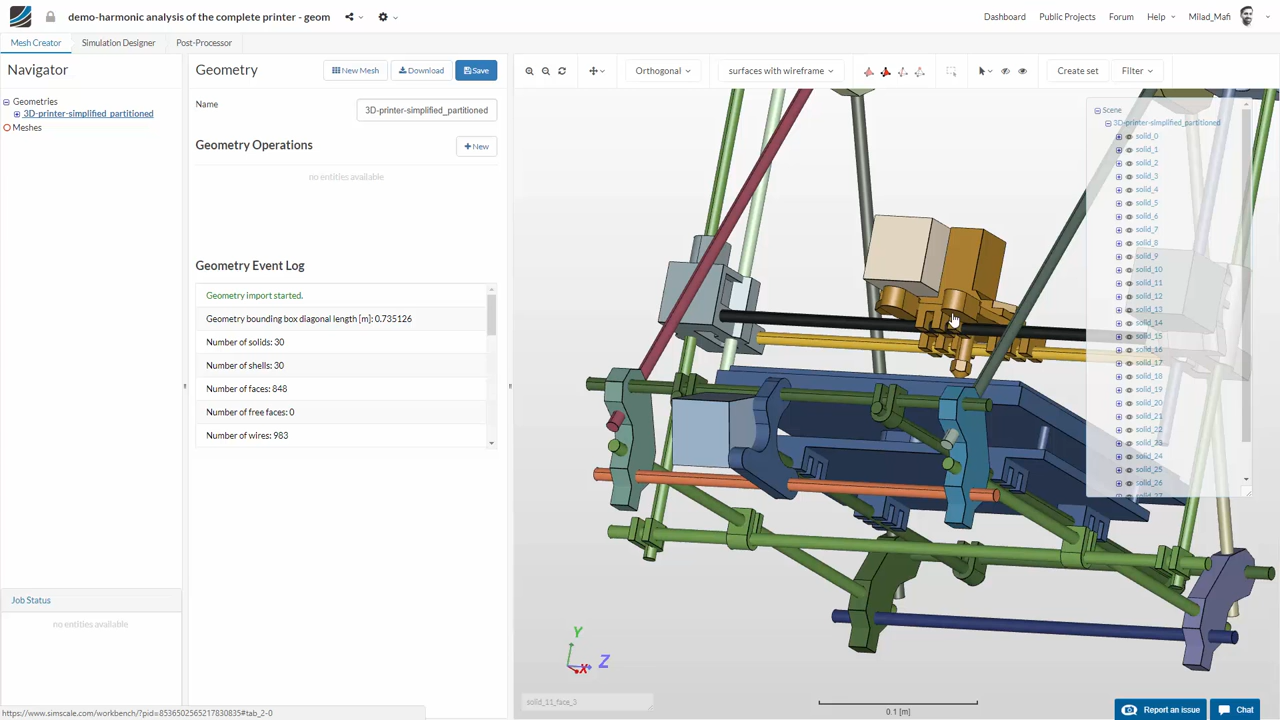 demo-harmonic analysis of the complete printer - geom
Dashboard
Public Projects
Forum
Help
Milad_Mafi
Mesh Creator
Simulation Designer
Post-Processor
Navigator
Geometries
3D-printer-simplified_partitioned
Meshes
Job Status
no entities available
Geometry
New Mesh
Download
Save
Name
3D-printer-simplified_partitioned
Geometry Operations
+ New
no entities available
Geometry Event Log
Geometry import started.
Geometry bounding box diagonal length [m]: 0.735126
Number of solids: 30
Number of shells: 30
Number of faces: 848
Number of free faces: 0
Number of wires: 983
Orthogonal
surfaces with wireframe
Create set
Filter
Scene
3D-printer-simplified_partitioned
solid_0
solid_1
solid_2
solid_3
solid_4
solid_5
solid_6
solid_7
solid_8
solid_9
solid_10
solid_11
solid_12
solid_13
solid_14
solid_15
solid_16
solid_17
solid_18
solid_19
solid_20
solid_21
solid_22
solid_23
solid_24
solid_25
solid_26
solid_27
Y
X
Z
solid_11_face_3
0.1 [m]
https://www.simscale.com/workbench/?pid=8536502565217830835#tab_2-0
Report an issue
Chat